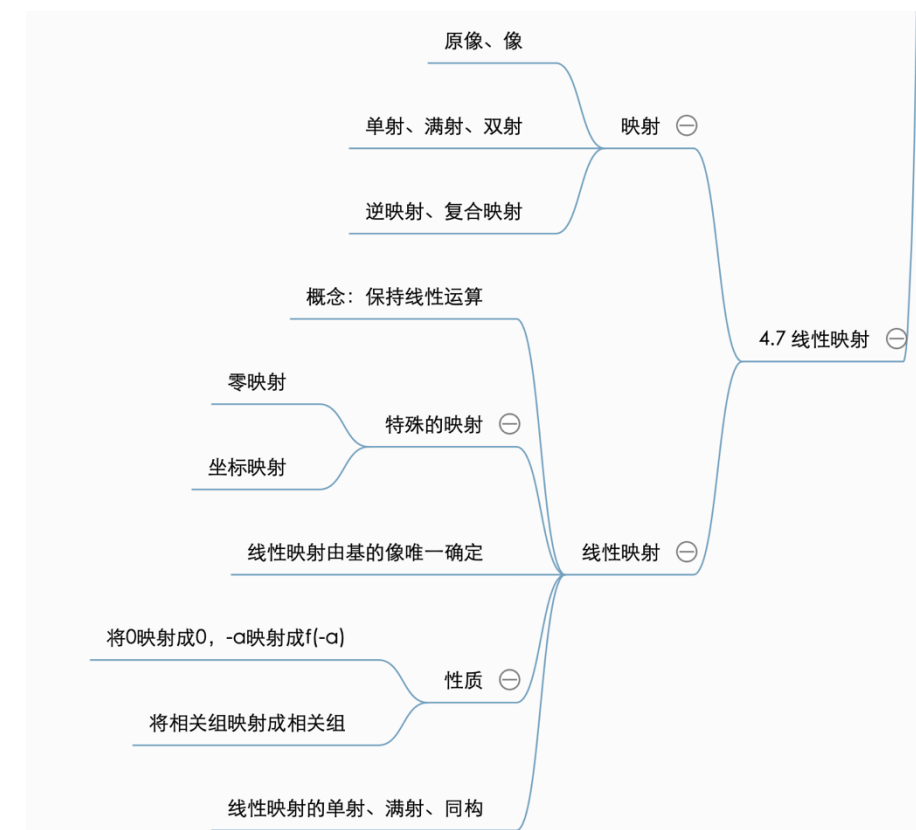 原像、像
单射、满射、双射
映射
逆映射、复合映射
概念：保持线性运算
4.7 线性映射
零映射
特殊的映射
坐标映射
线性映射由基的像唯一确定
线性映射
将0映射成0，-a映射成f(-a)
性质
将相关组映射成相关组
线性映射的单射、满射、同构